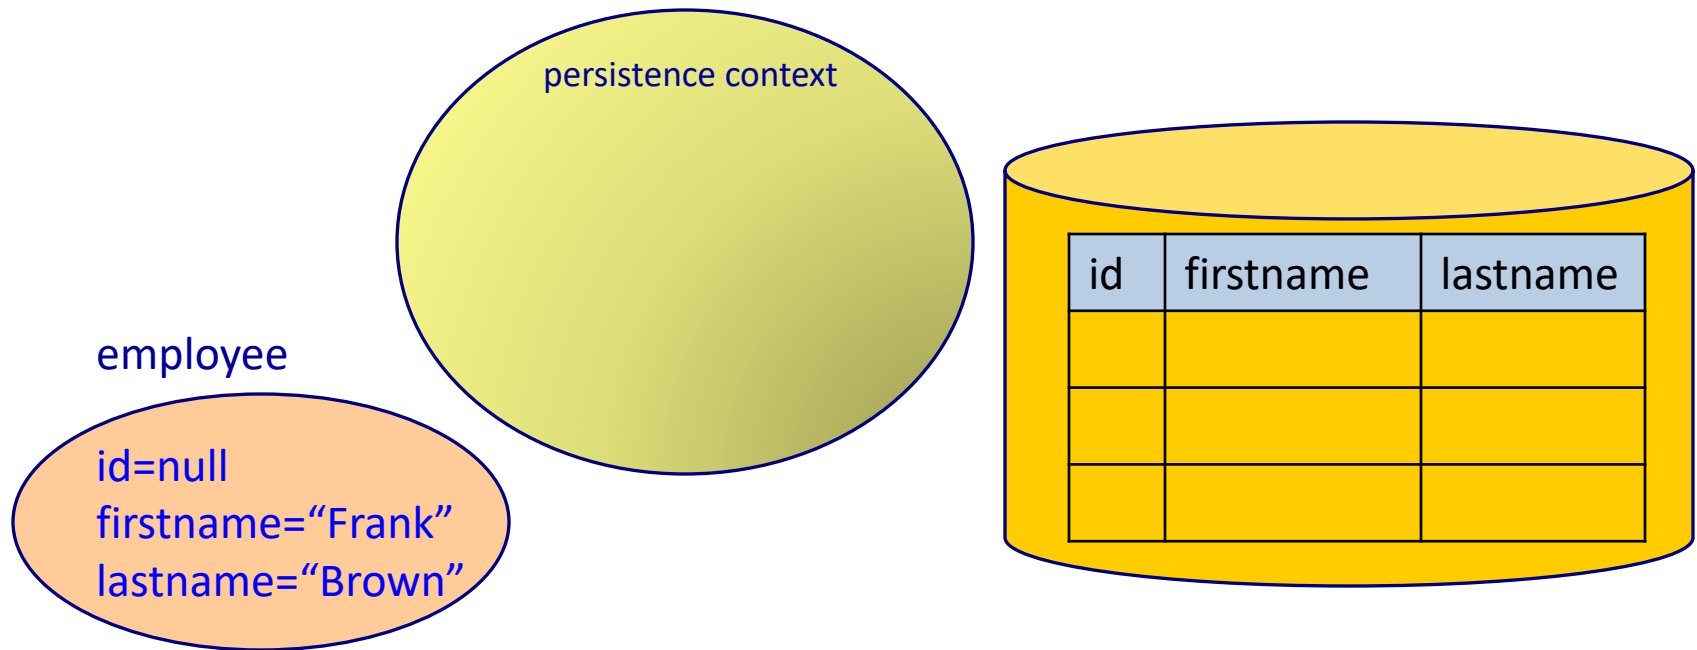 persistence context
id firstname lastname
employee
id=null
firstname=“Frank”
lastname=“Brown”